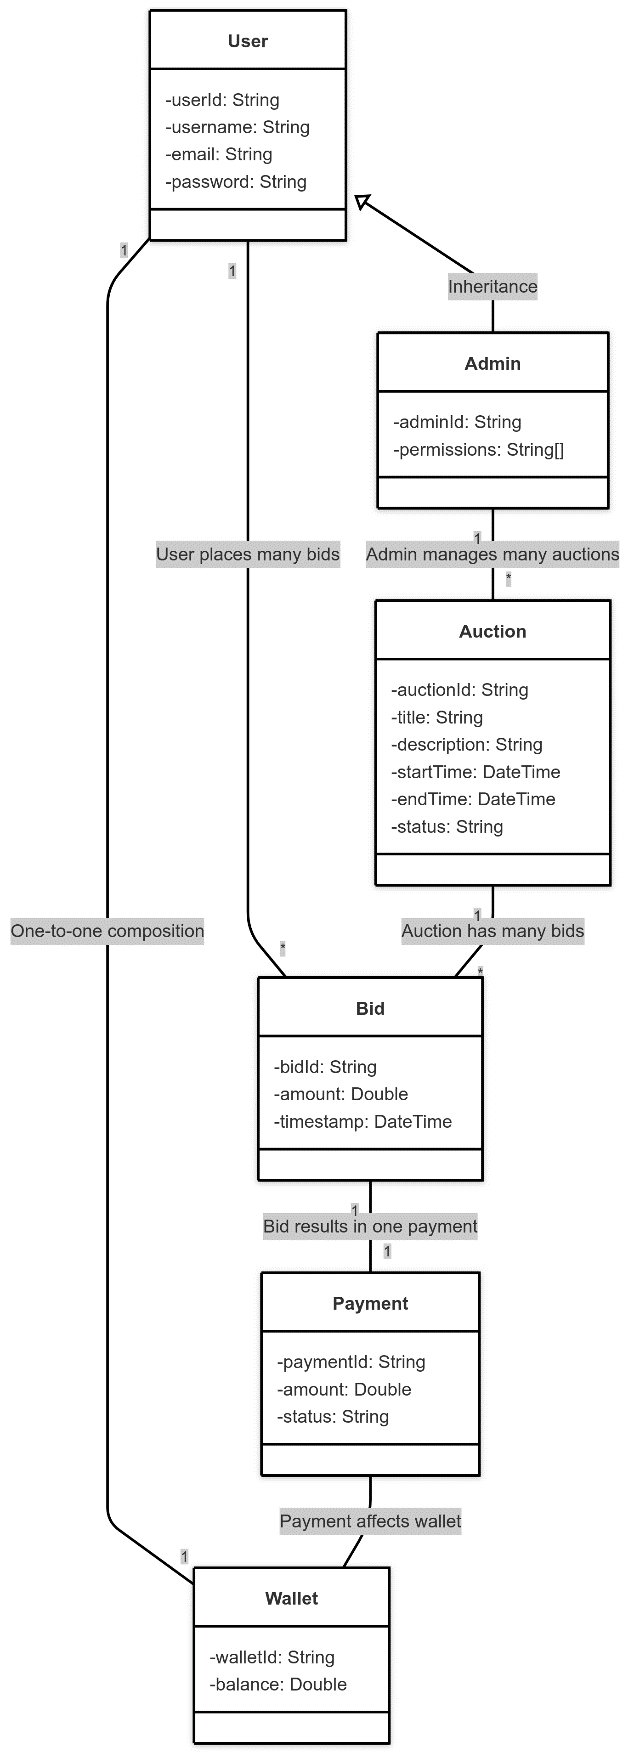 User
-userId: String
-username: String
-email: String
-password: String
1
1
Inheritance
Admin
-adminId: String
-permissions: String[]
1
User places many bids
Admin manages many auctions
*
Auction
-auctionId: String
-title: String
-description: String
-startTime: DateTime
-endTime: DateTime
-status: String
1
One-to-one composition
Auction has many bids
*
*
Bid
-bidId: String
-amount: Double
-timestamp: DateTime
1
Bid results in one payment
1
Payment
-paymentId: String
-amount: Double
-status: String
Payment affects wallet
1
Wallet
-walletId: String
-balance: Double